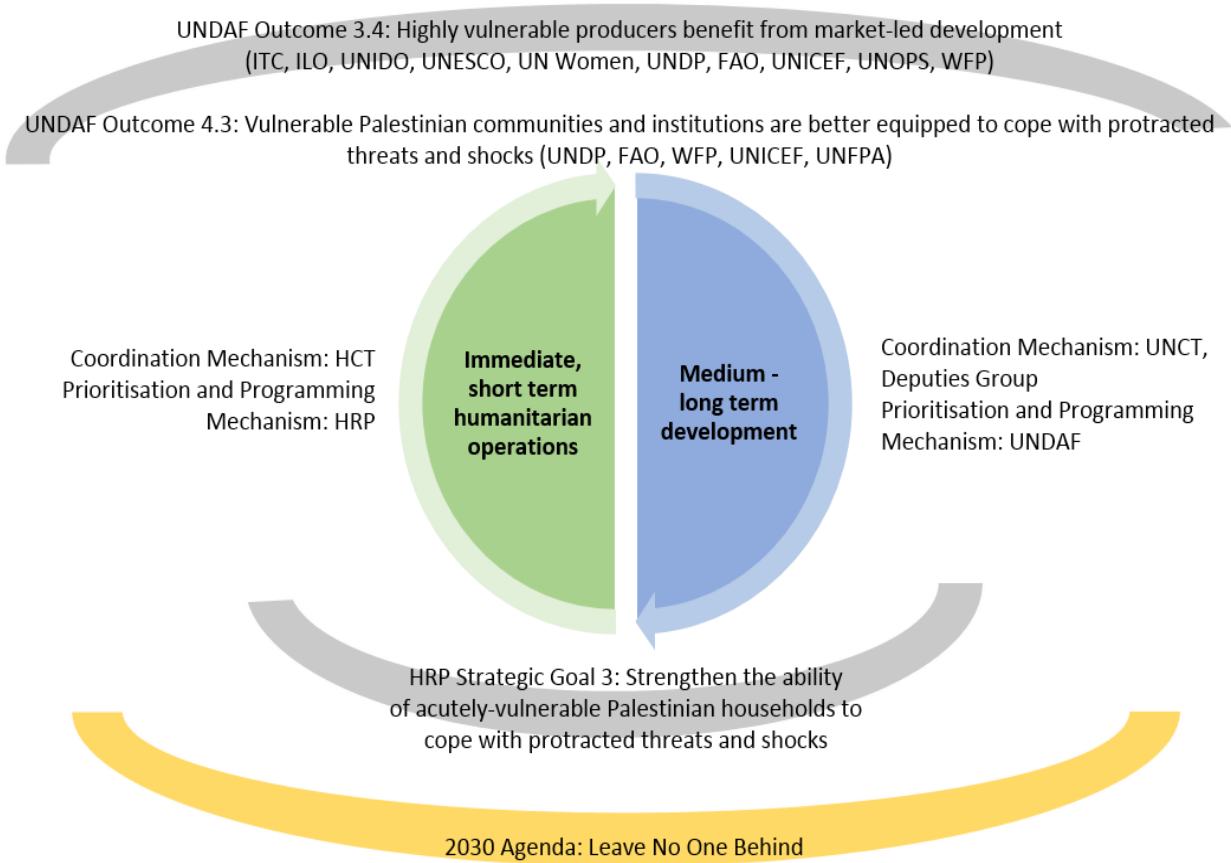 UNDAF Outcome 3.4: Highly vulnerable producers benefit from market-led development
(ITC, ILO, UNIDO, UNESCO, UN Women, UNDP, FAO, UNICEF, UNOPS, WFP)
UNDAF Outcome 4.3: Vulnerable Palestinian communities and institutions are better equipped to cope with protracted
threats and shocks (UNDP, FAO, WFP, UNICEF, UNFPA)
Coordination Mechanism: HCT
Prioritisation and Programming
Mechanism: HRP
Immediate,
short term
humanitarian
operations
Medium -
long term
development
Coordination Mechanism: UNCT,
Deputies Group
Prioritisation and Programming
Mechanism: UNDAF
HRP Strategic Goal 3: Strengthen the ability
of acutely-vulnerable Palestinian households to
cope with protracted threats and shocks
2030 Agenda: Leave No One Behind